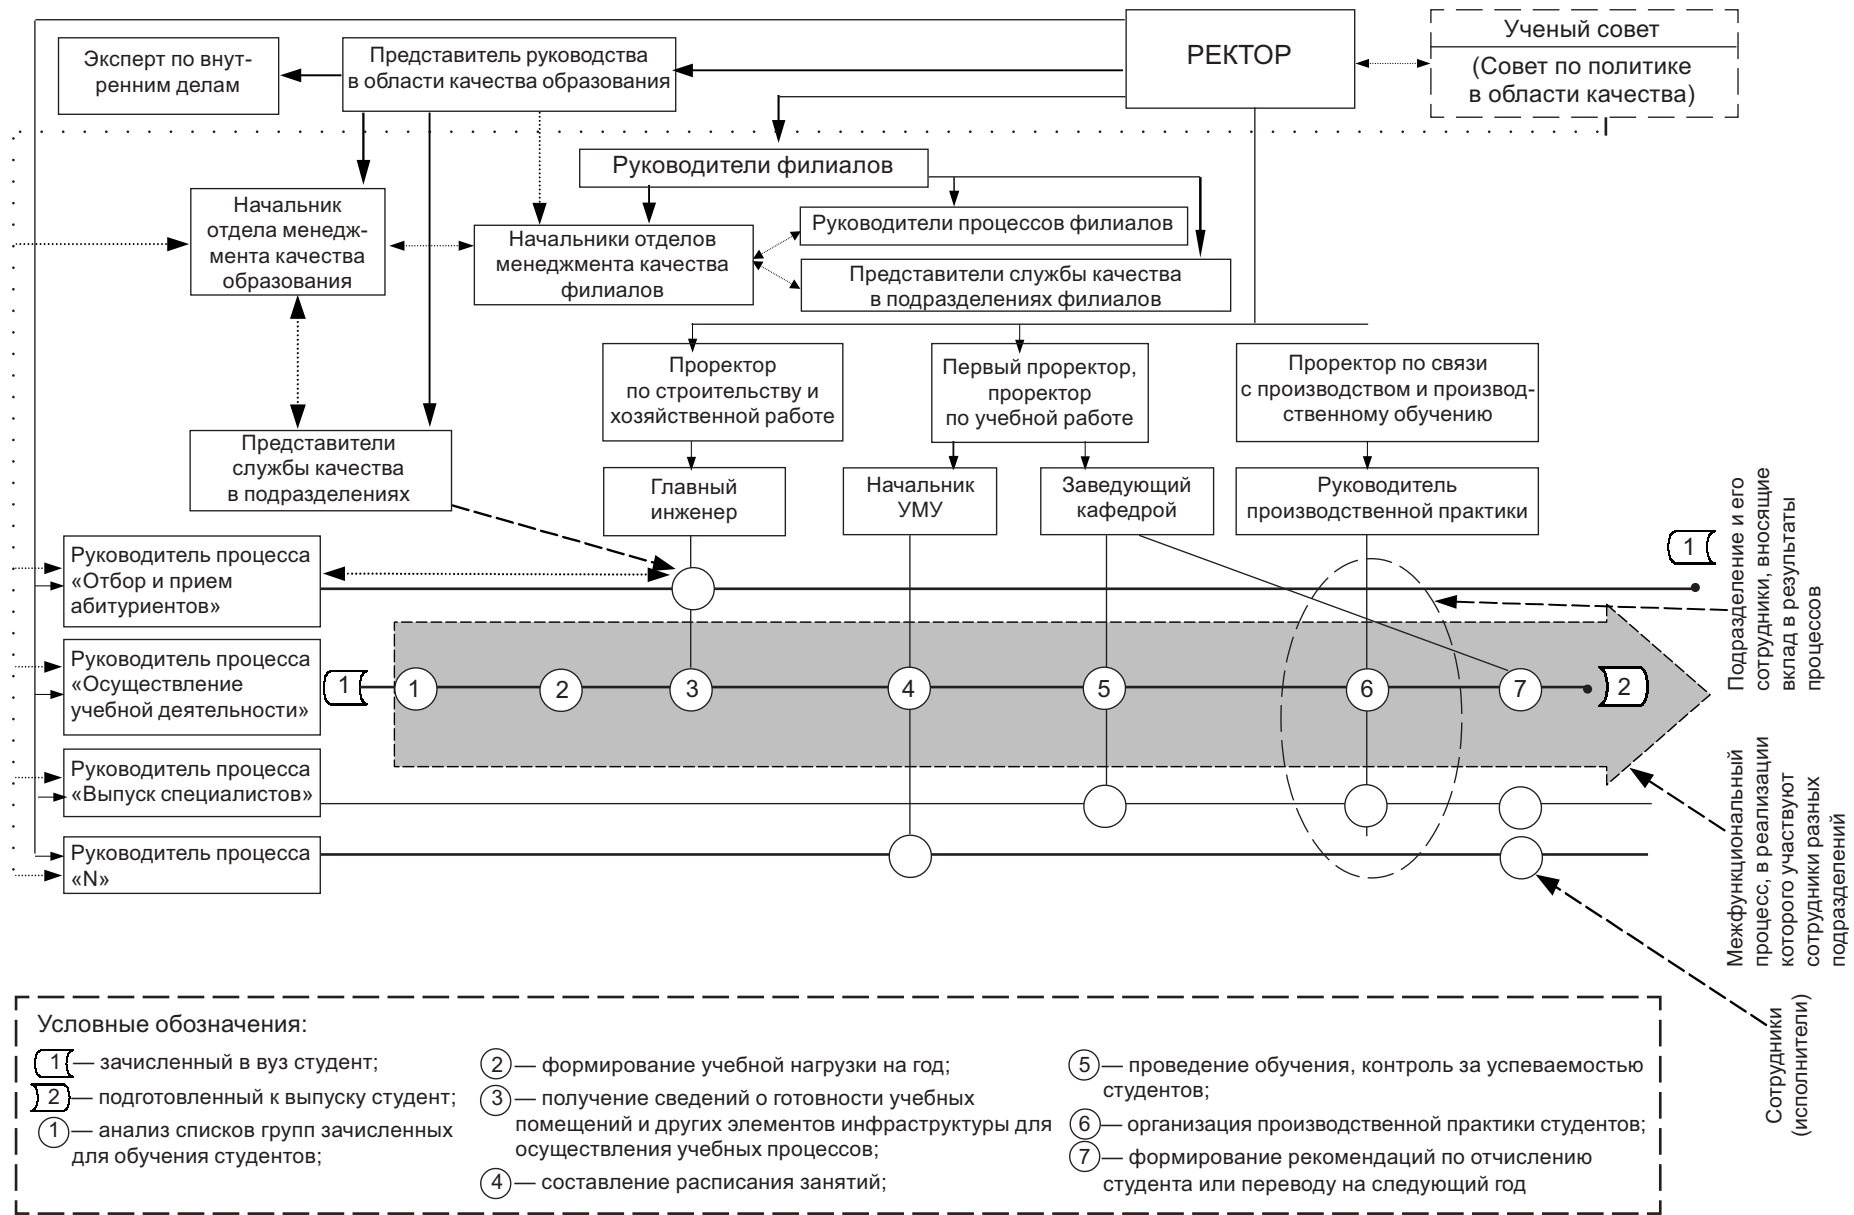 РЕКТОР
Ученый совет
(Совет по политике
в области качества)
Эксперт по внут-
ренним делам
Представитель руководства
в области качества образования
Руководители филиалов
Начальник
отдела менедж-
мента качества
образования
Начальники отделов
менеджмента качества
филиалов
Руководители процессов филиалов
Представители службы качества
в подразделениях филиалов
Проректор
по строительству и
хозяйственной работе
Первый проректор,
проректор
по учебной работе
Проректор по связи
с производством и производ-
ственному обучению
Представители
службы качества
в подразделениях
Главный
инженер
Начальник
УМУ
Заведующий
кафедрой
Руководитель
производственной практики
Руководитель процесса
«Отбор и прием
абитуриентов»
1
Руководитель процесса
«Осуществление
учебной деятельности»
1
1
2
3
4
5
6
7
2
Руководитель процесса
«Выпуск специалистов»
Руководитель процесса
«N»
Подразделение и его
сотрудники, вносящие
вклад в результаты
процессов
Межфункциональный
процесс, в реализации
которого участвуют
сотрудники разных
подразделений
Сотрудники
(исполнители)
Условные обозначения:
1 — зачисленный в вуз студент;
2 — подготовленный к выпуску студент;
1 — анализ списков групп зачисленных
для обучения студентов;
2 — формирование учебной нагрузки на год;
3 — получение сведений о готовности учебных
помещений и других элементов инфраструктуры для
осуществления учебных процессов;
4 — составление расписания занятий;
5 — проведение обучения, контроль за успеваемостью
студентов;
6 — организация производственной практики студентов;
7 — формирование рекомендаций по отчислению
студента или переводу на следующий год